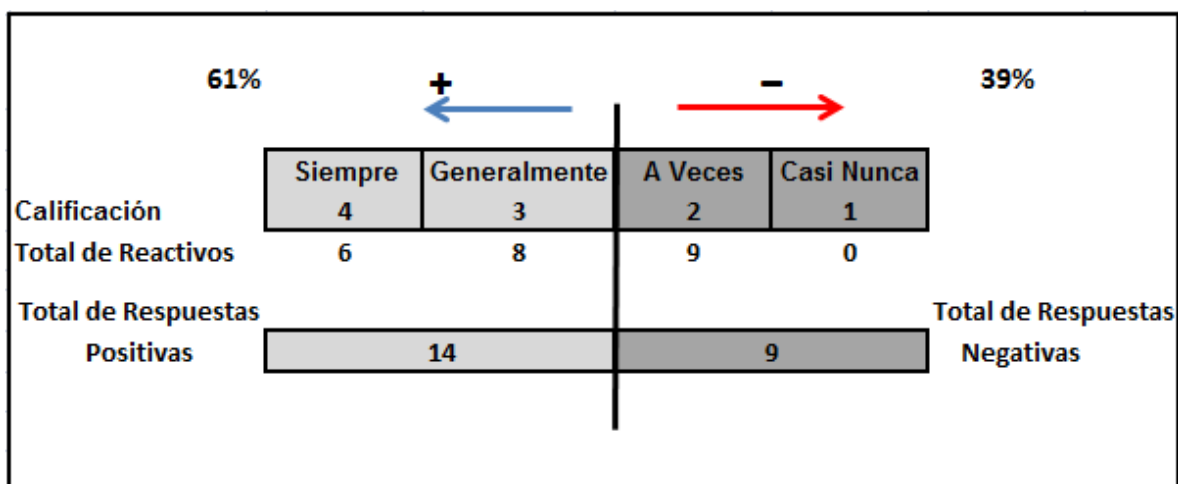 61% + − 39%
Siempre Generalmente A Veces Casi Nunca
Calificación 4 3 2 1
Total de Reactivos 6 8 9 0
Total de Respuestas Total de Respuestas
Positivas 14 9 Negativas